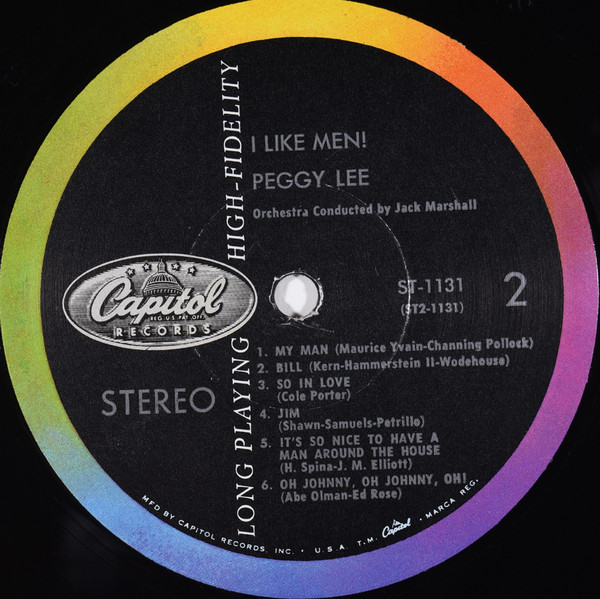 I LIKE MEN!
PEGGY LEE
Orchestra Conducted by Jack Marshall
LONG PLAYING HIGH-FIDELITY
Capitol
REG. U.S. PAT. OFF.
RECORDS
STEREO
ST-1131
(ST2-1131)
2
1. MY MAN (Maurice Yvain-Channing Pollock)
2. BILL (Kern-Hammerstein II-Wodehouse)
3. SO IN LOVE
(Cole Porter)
4. JIM
(Shawn-Samuels-Petrillo)
5. IT'S SO NICE TO HAVE A
MAN AROUND THE HOUSE
(H. Spina-J. M. Elliott)
6. OH JOHNNY, OH JOHNNY, OH!
(Abe Olman-Ed Rose)
MFD BY CAPITOL RECORDS, INC. • U.S.A. T.M. Capitol • MARCA REG.